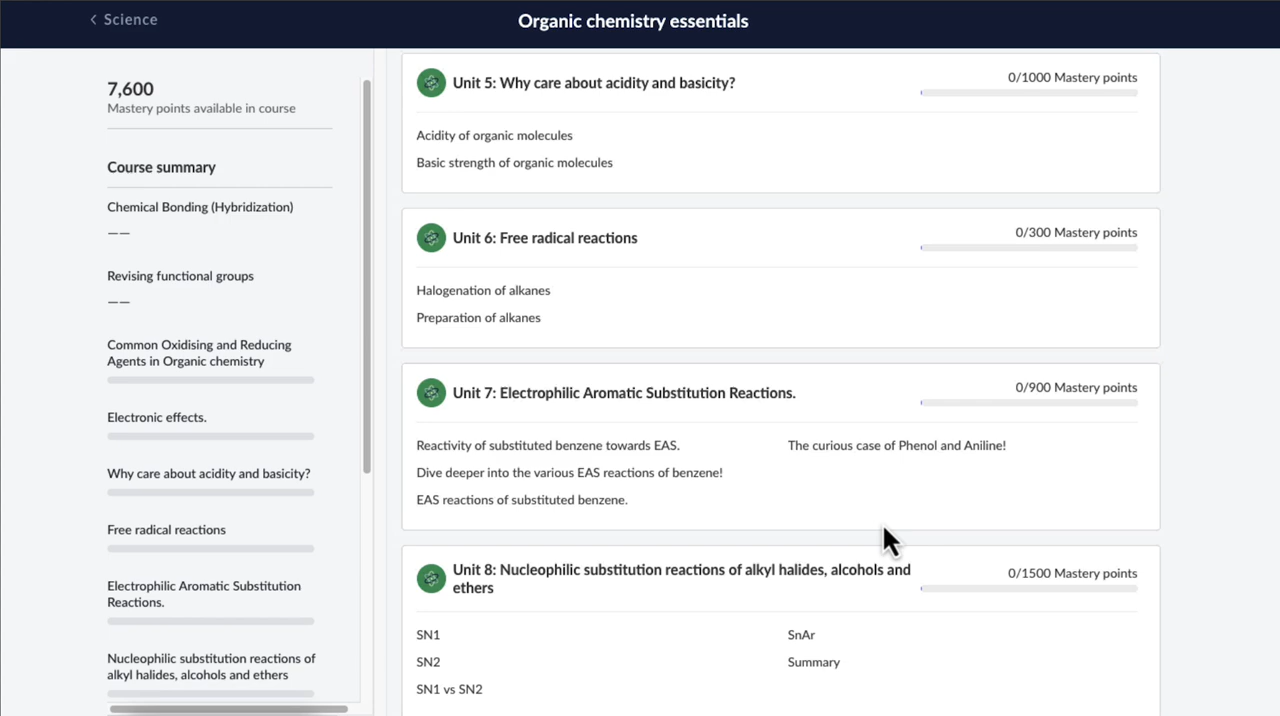 Science
Organic chemistry essentials
7,600
Mastery points available in course
Course summary
Chemical Bonding (Hybridization)
——
Revising functional groups
——
Common Oxidising and Reducing
Agents in Organic chemistry
Electronic effects.
Why care about acidity and basicity?
Free radical reactions
Electrophilic Aromatic Substitution
Reactions.
Nucleophilic substitution reactions of
alkyl halides, alcohols and ethers
Unit 5: Why care about acidity and basicity?
0/1000 Mastery points
Acidity of organic molecules
Basic strength of organic molecules
Unit 6: Free radical reactions
0/300 Mastery points
Halogenation of alkanes
Preparation of alkanes
Unit 7: Electrophilic Aromatic Substitution Reactions.
0/900 Mastery points
Reactivity of substituted benzene towards EAS.
Dive deeper into the various EAS reactions of benzene!
EAS reactions of substituted benzene.
The curious case of Phenol and Aniline!
Unit 8: Nucleophilic substitution reactions of alkyl halides, alcohols and
ethers
0/1500 Mastery points
SN1
SN2
SN1 vs SN2
SnAr
Summary